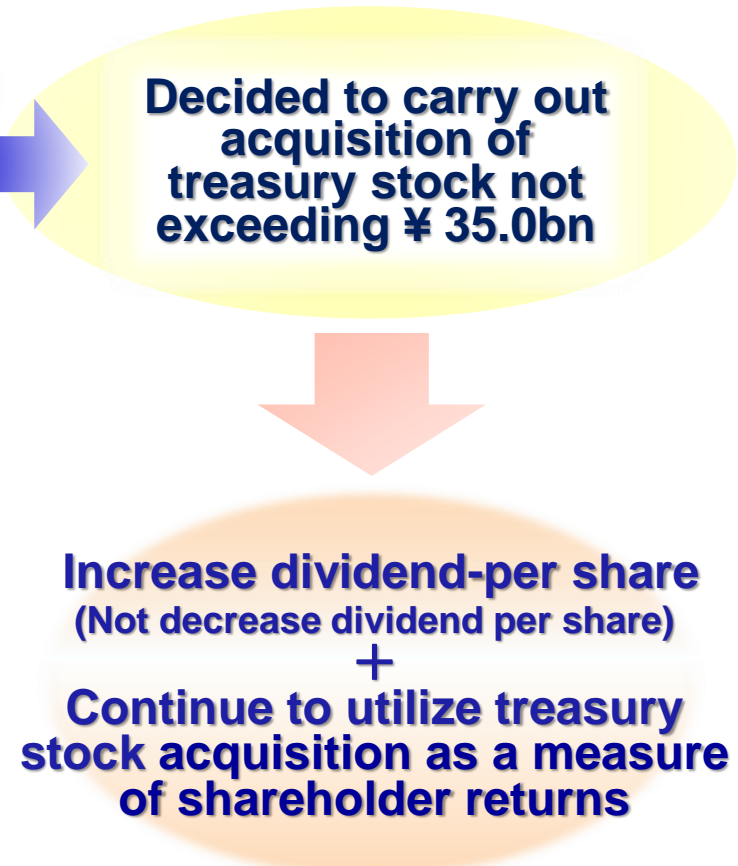 Decided to carry out
acquisition of
treasury stock not
exceeding ¥ 35.0bn
Increase dividend-per share
(Not decrease dividend per share)
+
Continue to utilize treasury
stock acquisition as a measure
of shareholder returns